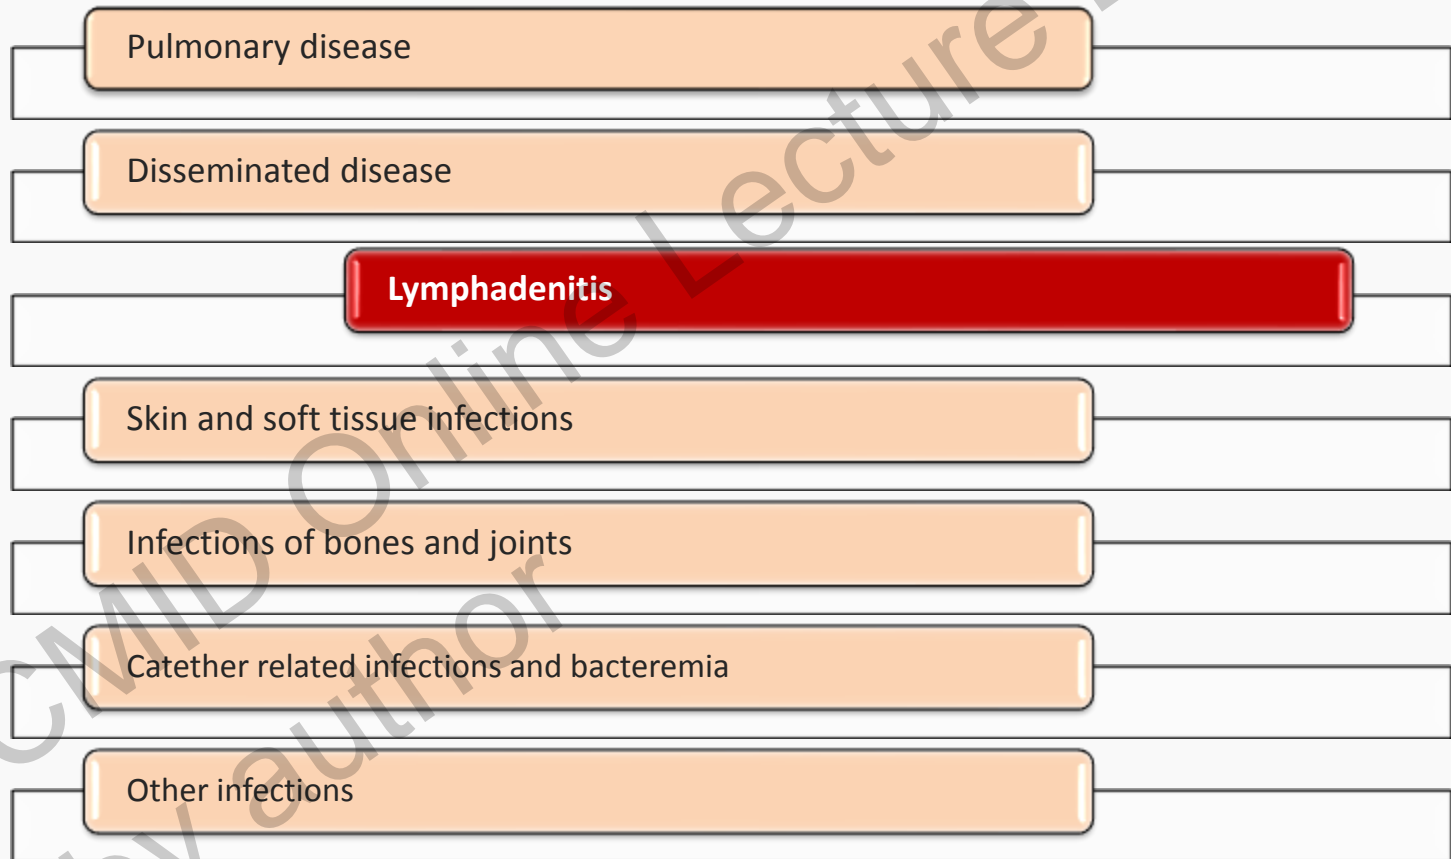 Pulmonary disease
Disseminated disease
Lymphadenitis
Skin and soft tissue infections
Infections of bones and joints
Catether related infections and bacteremia
Other infections
CMID Online Lecture
by author